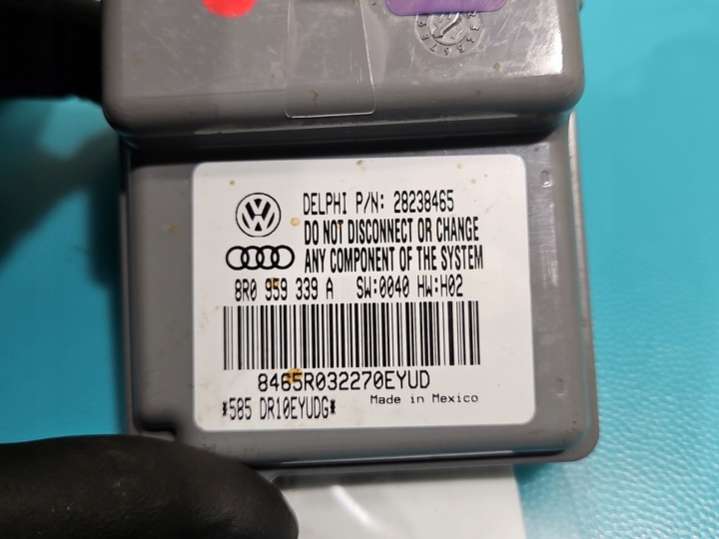 DELPHI P/N: 28238465
DO NOT DISCONNECT OR CHANGE
ANY COMPONENT OF THE SYSTEM
8R0 959 339 A SW:0040 HW:H02
8465R032270EYUD
*585 DR10EYUDG*
Made in Mexico